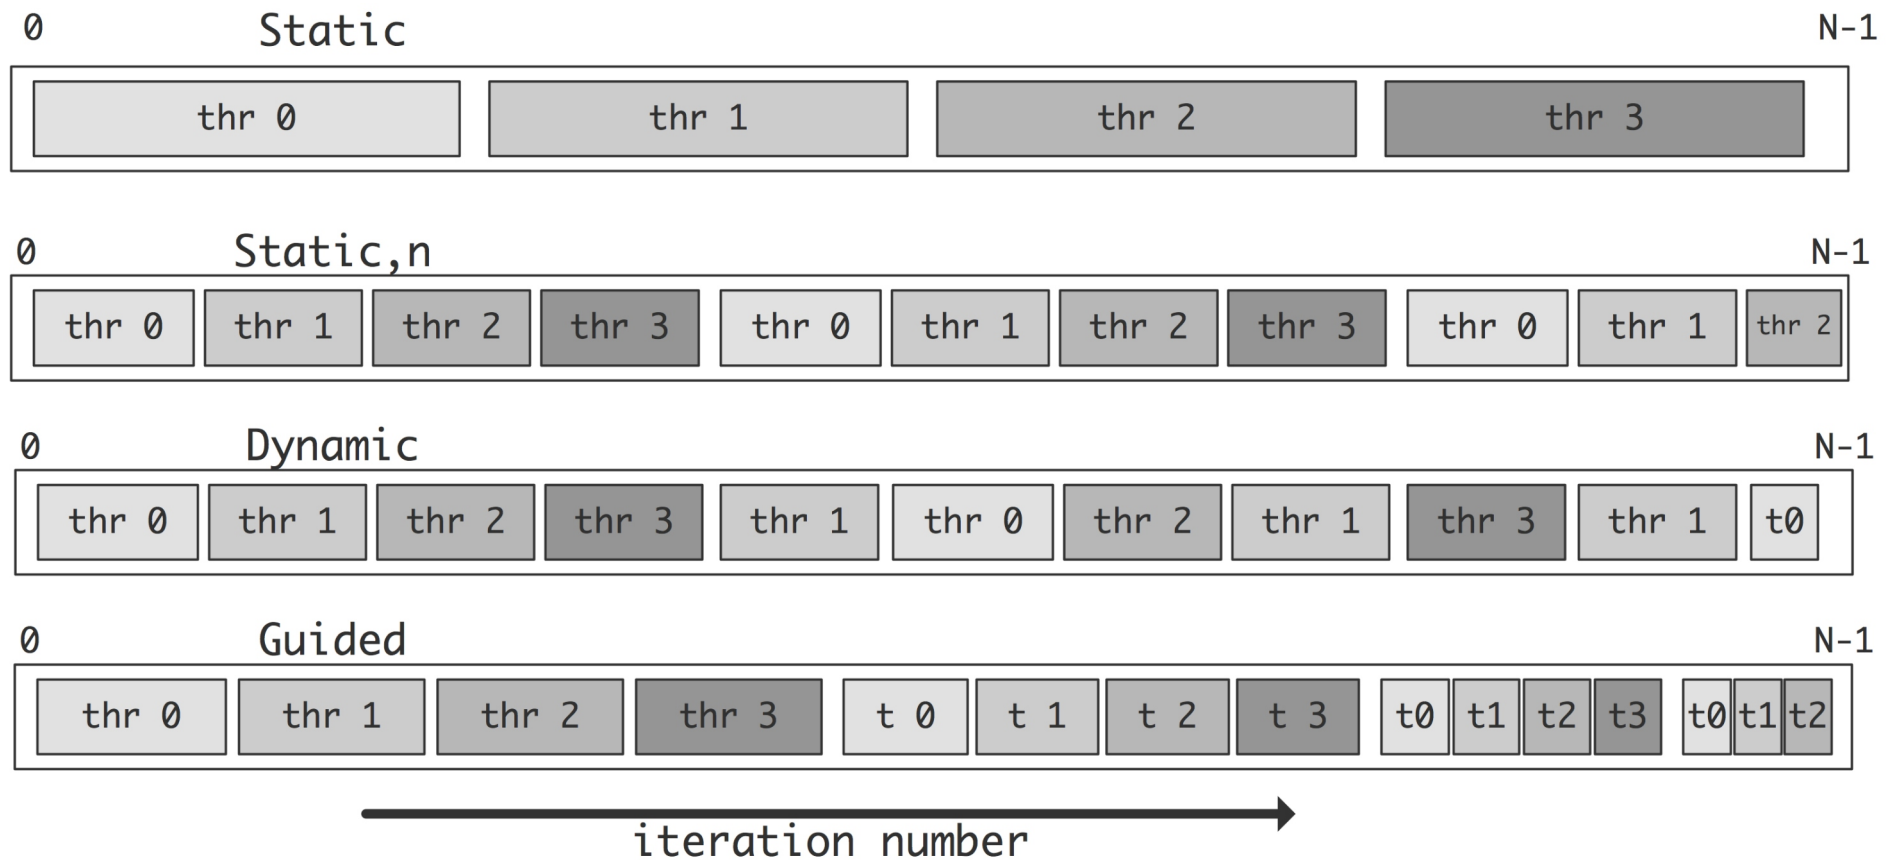 0 Static N-1
thr 0 thr 1 thr 2 thr 3
0 Static,n N-1
thr 0 thr 1 thr 2 thr 3 thr 0 thr 1 thr 2 thr 3 thr 0 thr 1 thr 2
0 Dynamic N-1
thr 0 thr 1 thr 2 thr 3 thr 1 thr 0 thr 2 thr 1 thr 3 thr 1 t0
0 Guided N-1
thr 0 thr 1 thr 2 thr 3 t 0 t 1 t 2 t 3 t0 t1 t2 t3 t0 t1 t2
iteration number